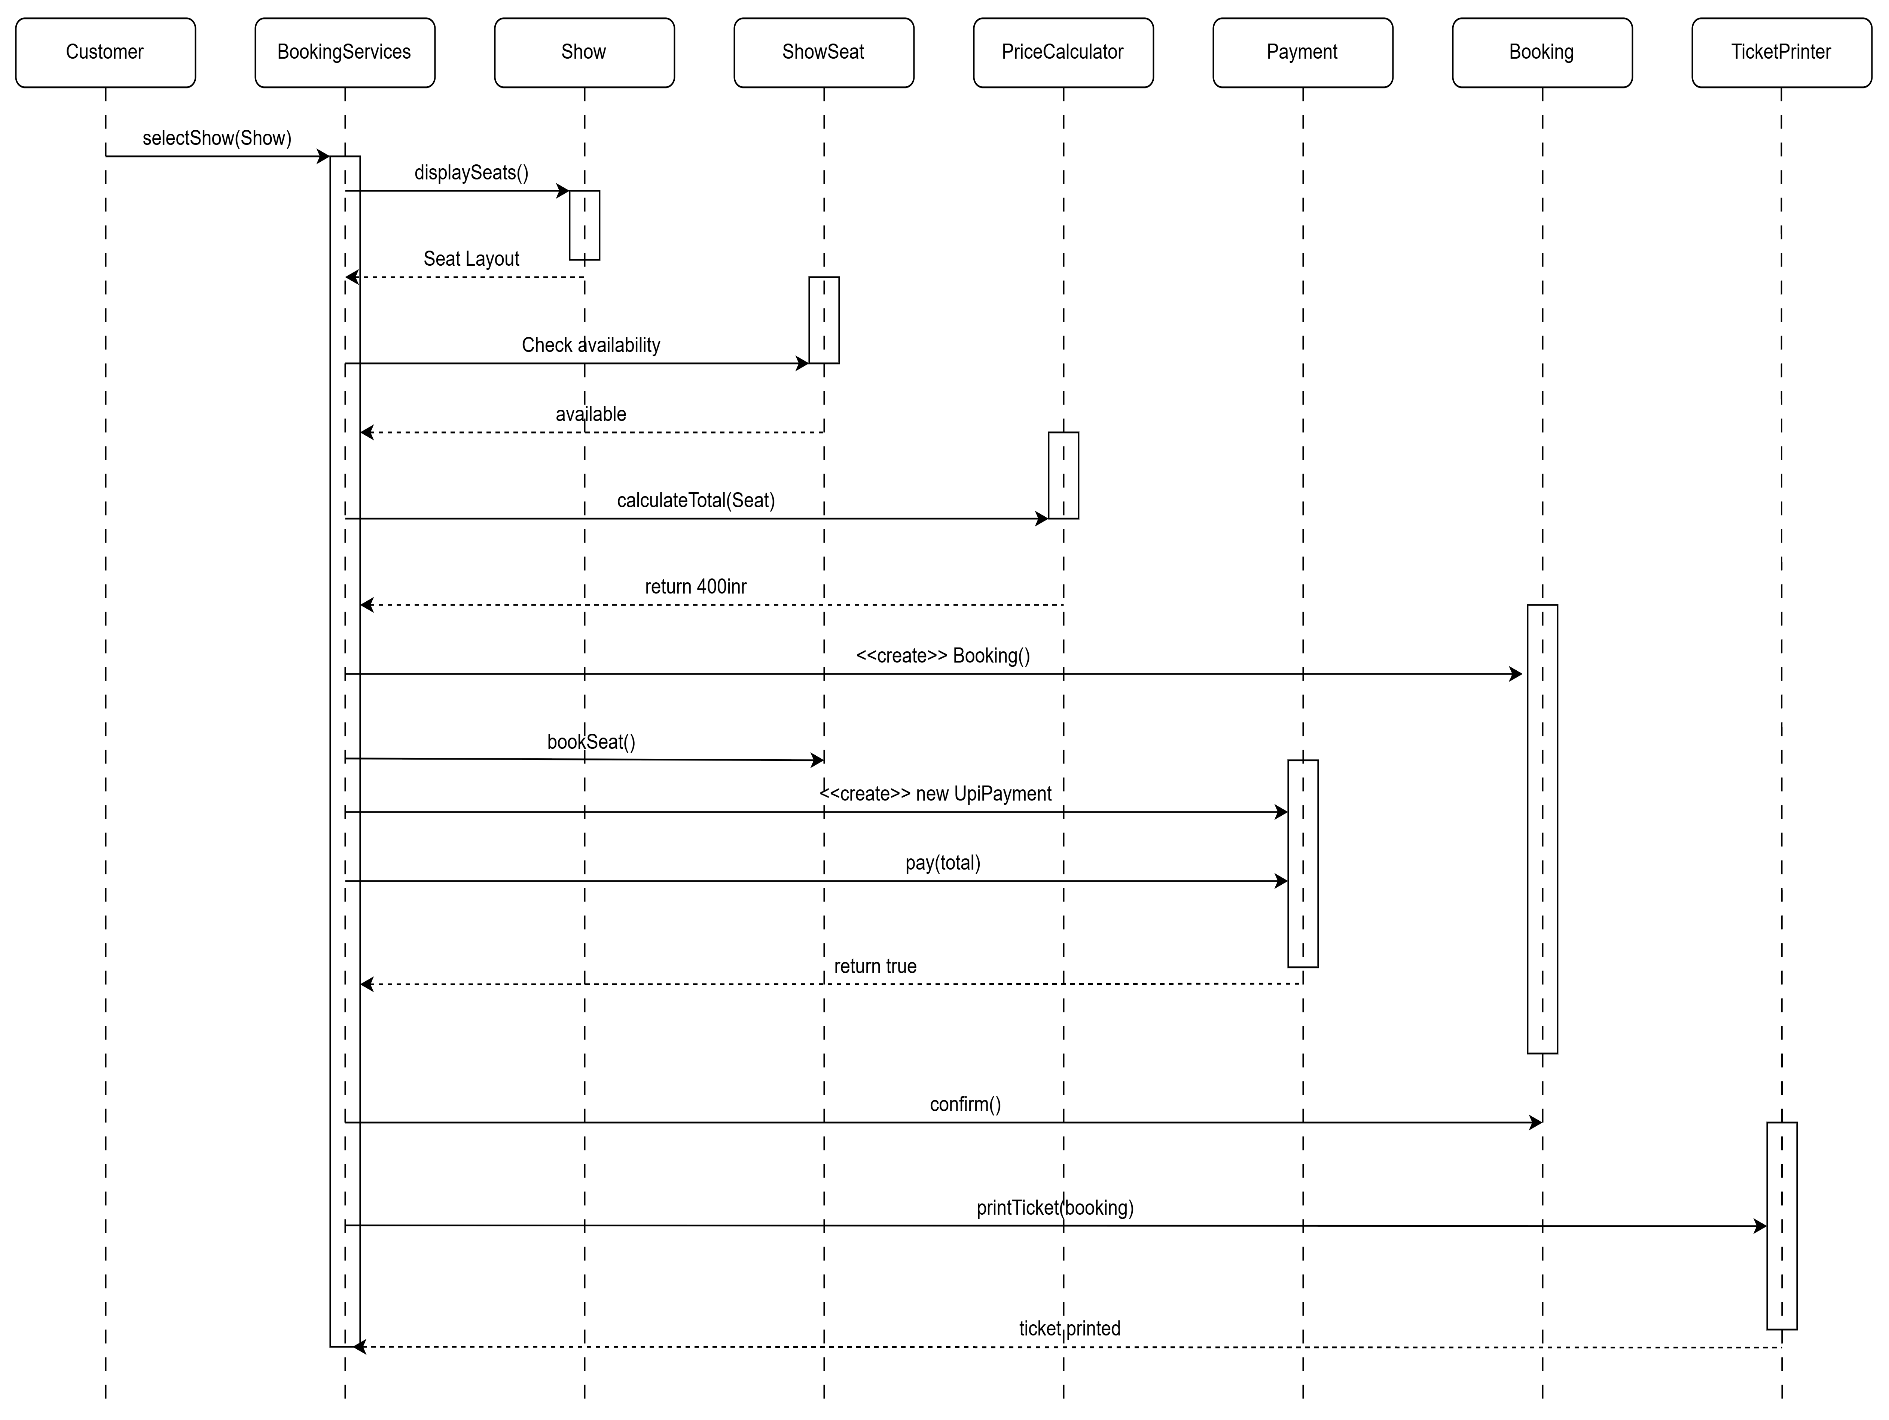 Customer
BookingServices
Show
ShowSeat
PriceCalculator
Payment
Booking
TicketPrinter
selectShow(Show)
displaySeats()
Seat Layout
Check availability
available
calculateTotal(Seat)
return 400inr
<<create>> Booking()
bookSeat()
<<create>> new UpiPayment
pay(total)
return true
confirm()
printTicket(booking)
ticket printed